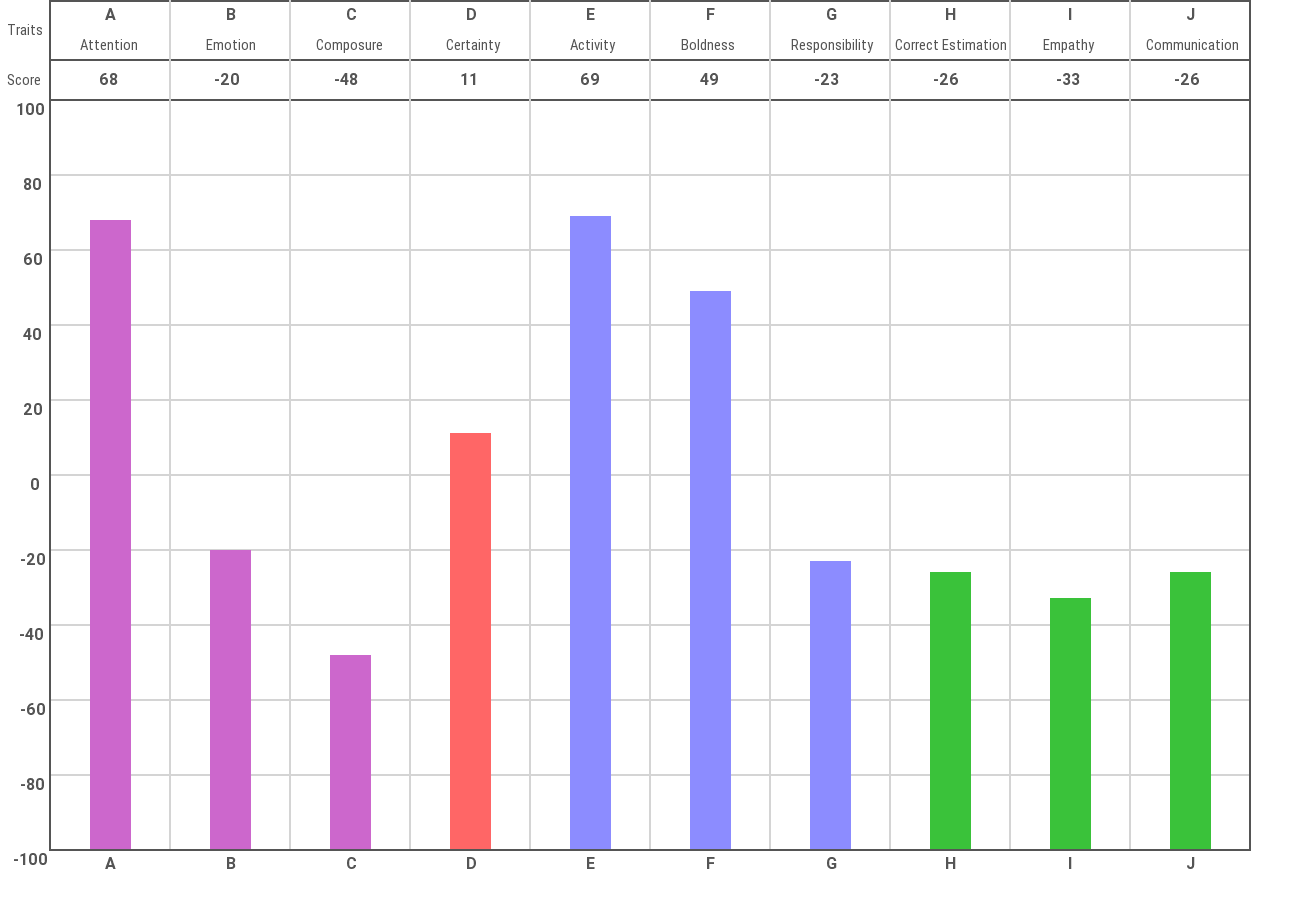 A B C D E F G H I J
Traits
Attention Emotion Composure Certainty Activity Boldness Responsibility Correct Estimation Empathy Communication
Score 68 -20 -48 11 69 49 -23 -26 -33 -26
100
80
60
40
20
0
-20
-40
-60
-80
-100
A B C D E F G H I J